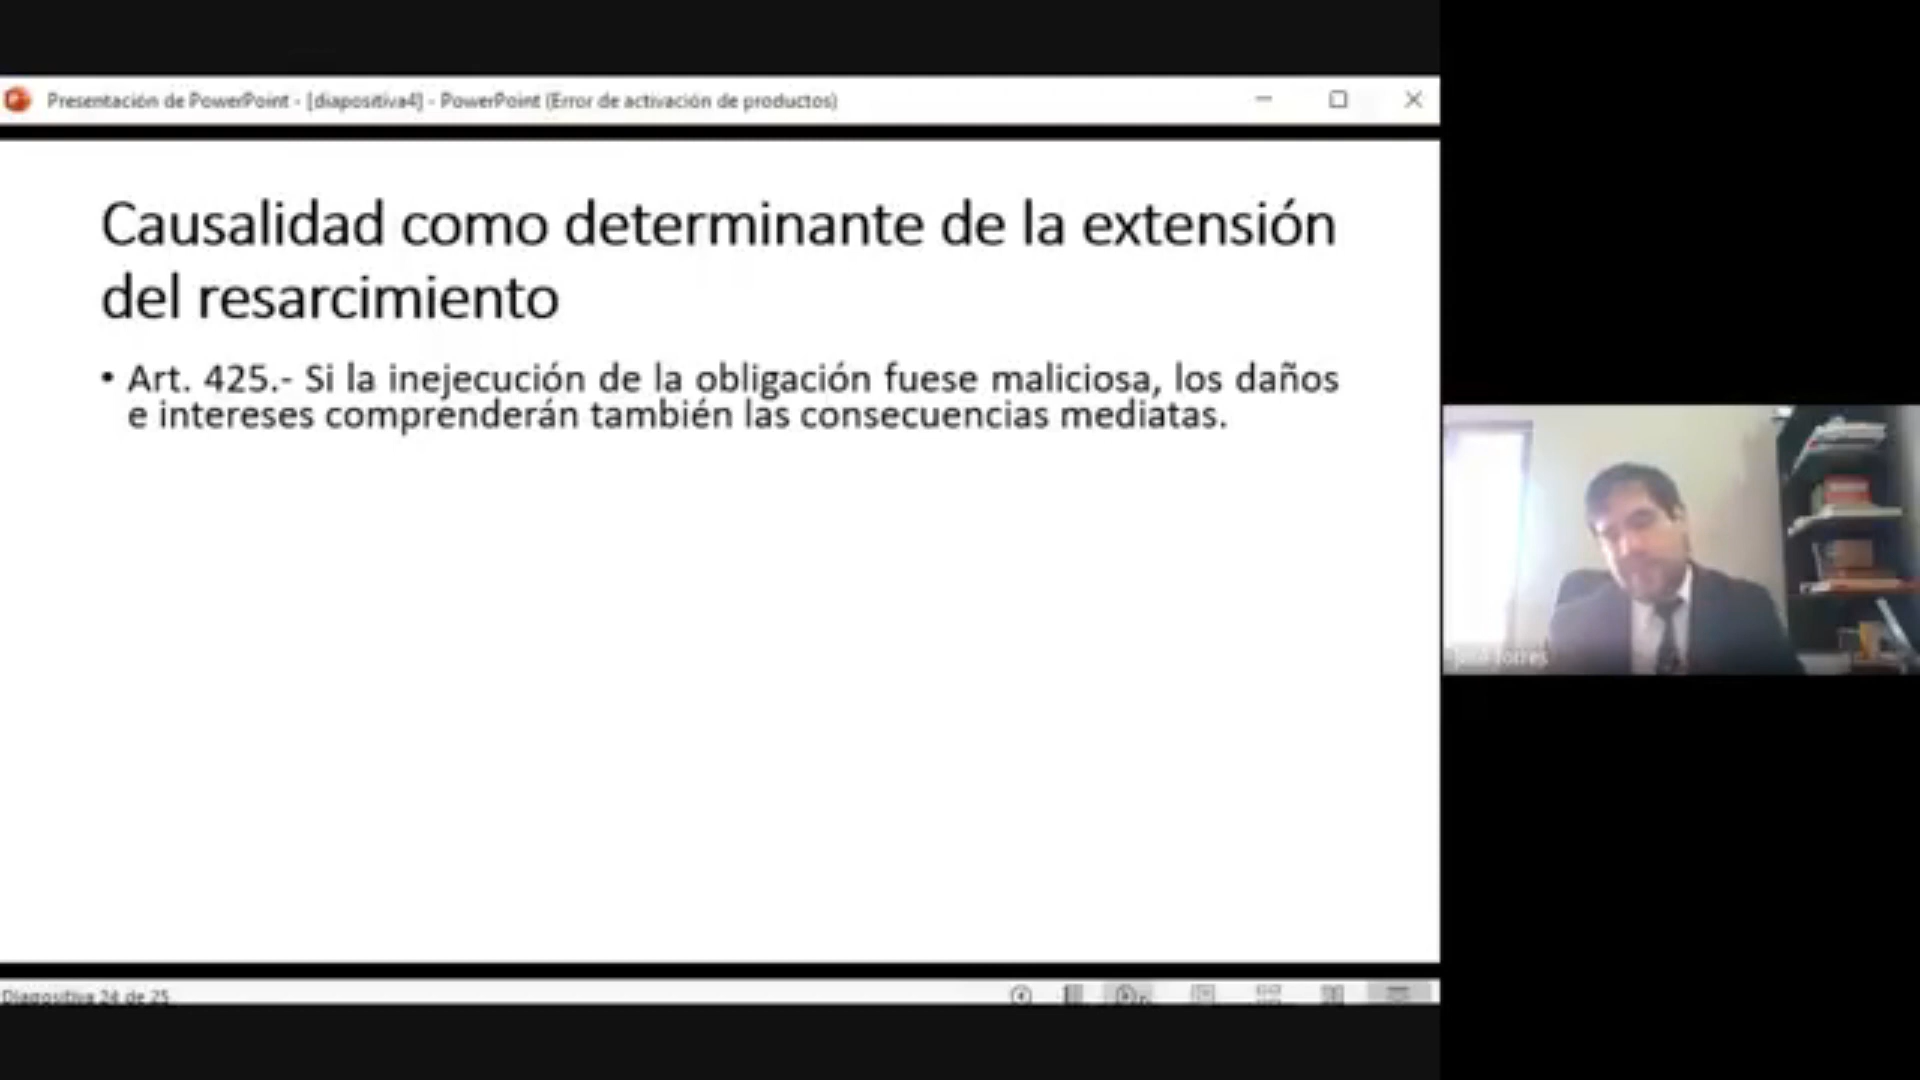 Presentación de PowerPoint - [diapositiva4] - PowerPoint (Error de activación de productos)
Causalidad como determinante de la extensión
del resarcimiento
• Art. 425.- Si la inejecución de la obligación fuese maliciosa, los daños
e intereses comprenderán también las consecuencias mediatas.
Diapositiva 24 de 25